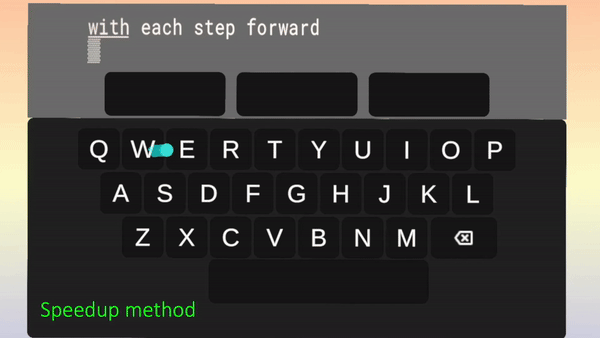 with each step forward
Q W E R T Y U I O P
A S D F G H J K L
Z X C V B N M
Speedup method